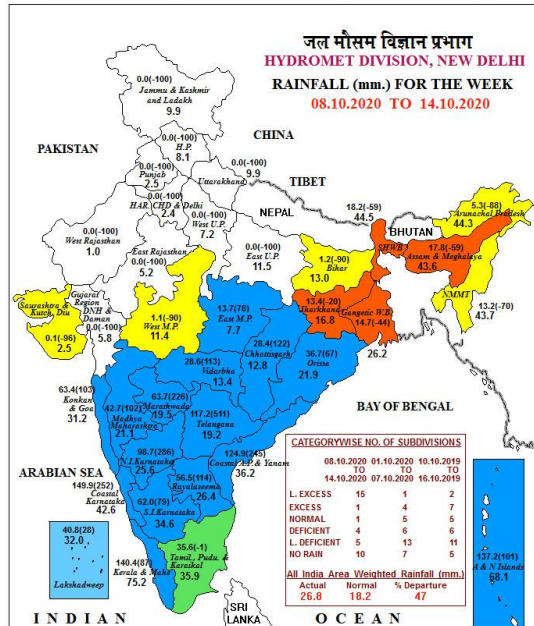 जल मौसम विज्ञान प्रभाग
HYDROMET DIVISION, NEW DELHI
RAINFALL (mm.) FOR THE WEEK
08.10.2020 TO 14.10.2020
0.0(-100)
Jammu & Kashmir
and Ladakh
9.9
CHINA
PAKISTAN
0.0(-100)
H.P.
8.1
0.0(-100)
Punjab
2.5
0.0(-100)
9.9
Uttarakhand
TIBET
0.0(-100)
HAR. CHD & Delhi
2.4
NEPAL
18.2(-59)
44.5
BHUTAN
5.3(-88)
Arunachal Pradesh
44.3
0.0(-100)
West U.P.
7.2
SHWB
17.8(-59)
Assam & Meghalaya
43.6
0.0(-100)
West Rajasthan
1.0
East Rajasthan
0.0(-100)
5.2
0.0(-100)
East U.P.
11.5
1.2(-90)
Bihar
13.0
NMMT
13.2(-70)
43.7
Saurashtra &
Kutch, Diu
0.1(-96)
2.5
Gujarat
Region
DNH &
Daman
0.0(-100)
5.8
1.1(-90)
West M.P.
11.4
13.7(78)
East M.P.
7.7
13.4(-20)
Jharkhand
16.8
Gangetic W.B.
14.7(-44)
26.2
28.4(122)
Chhattisgarh
12.8
36.7(67)
Orissa
21.9
28.6(113)
Vidarbha
13.4
63.4(103)
Konkan
& Goa
31.2
42.7(102)
Madhya
Maharastra
21.1
63.7(226)
Marathwada
19.5
117.2(511)
Telangana
19.2
BAY OF BENGAL
ARABIAN SEA
98.7(286)
N.I.Karnataka
25.6
124.9(245)
Coastal A.P & Yanam
36.2
149.9(252)
Coastal
Karnataka
42.6
56.5(114)
Rayalaseema
26.4
62.0(79)
S.I.Karnataka
34.6
40.8(28)
32.0
Lakshadweep
140.4(87)
Kerala & Mahe
75.2
35.6(-1)
Tamil, Pudu. &
Karaikal
35.9
137.2(101)
A & N Islands
68.1
CATEGORYWISE NO. OF SUBDIVISIONS
08.10.2020 01.10.2020 10.10.2019
TO TO TO
14.10.2020 07.10.2020 16.10.2019
L. EXCESS 15 1 2
EXCESS 1 4 7
NORMAL 1 5 5
DEFICIENT 4 6 6
L. DEFICIENT 5 13 11
NO RAIN 10 7 5
All India Area Weighted Rainfall (mm.)
Actual Normal % Departure
26.8 18.2 47
INDIAN OCEAN
SRI
LANKA